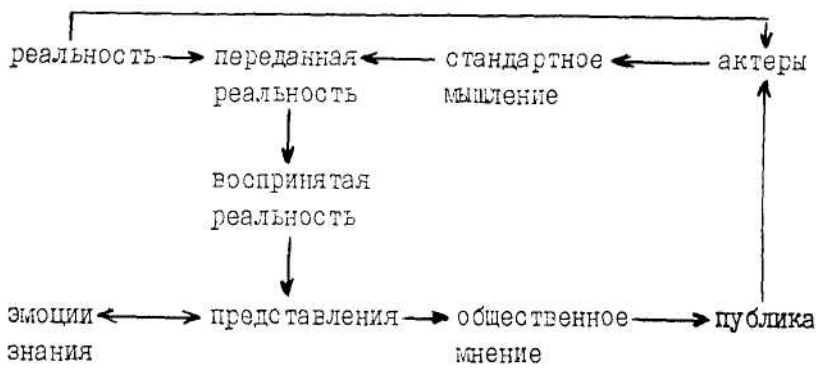 реальность переданная стандартное актеры
реальность мышление
воспринятая
реальность
эмоции представления общественное публика
знания мнение